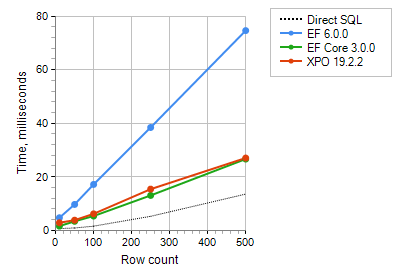 80
60
40
20
0
Time, milliseconds
0
100
200
300
400
500
Row count
Direct SQL
EF 6.0.0
EF Core 3.0.0
XPO 19.2.2